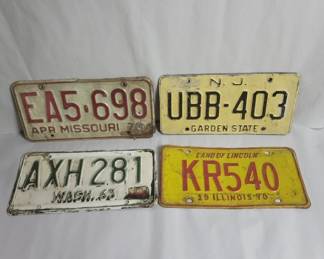 EA5-698
APR MISSOURI 73
N.J.
UBB-403
GARDEN STATE
AXH 281
WASH. 63
LAND OF LINCOLN
KR540
19 ILLINOIS 70